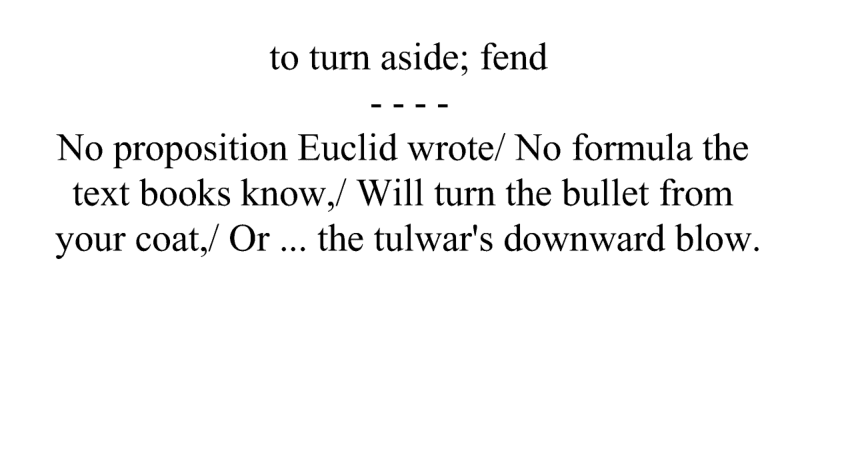 to turn aside; fend
- - - -
No proposition Euclid wrote/ No formula the
text books know,/ Will turn the bullet from
your coat,/ Or ... the tulwar's downward blow.